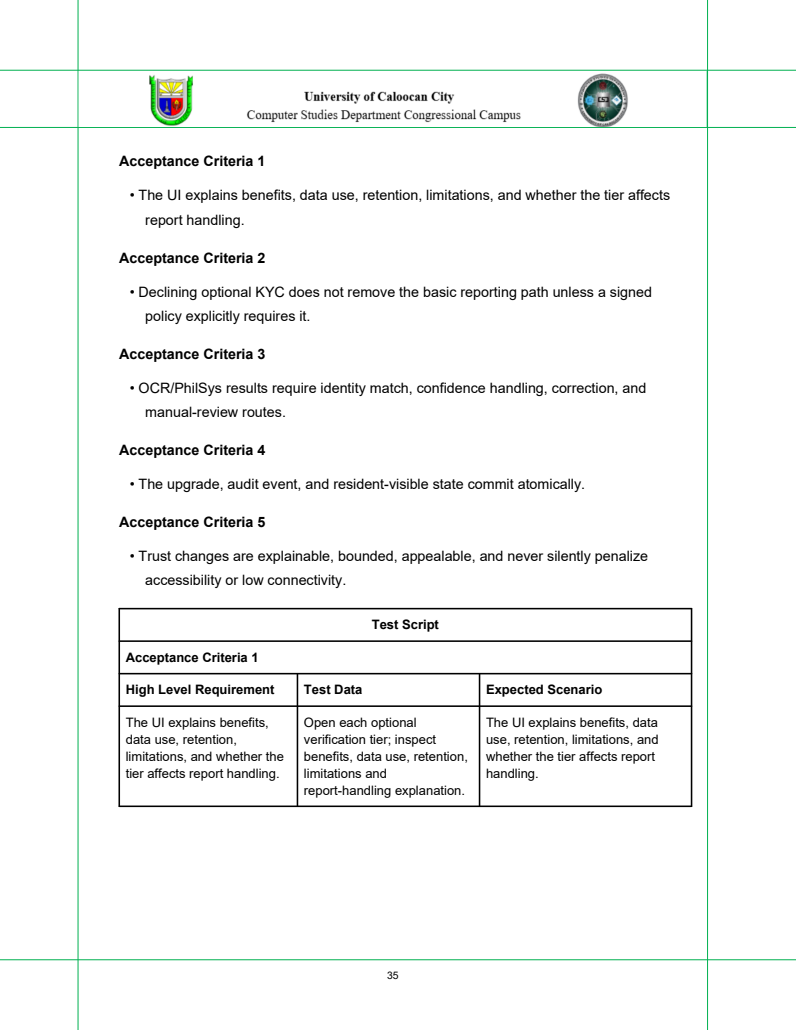 University of Caloocan City
Computer Studies Department Congressional Campus
Acceptance Criteria 1
• The UI explains benefits, data use, retention, limitations, and whether the tier affects
report handling.
Acceptance Criteria 2
• Declining optional KYC does not remove the basic reporting path unless a signed
policy explicitly requires it.
Acceptance Criteria 3
• OCR/PhilSys results require identity match, confidence handling, correction, and
manual-review routes.
Acceptance Criteria 4
• The upgrade, audit event, and resident-visible state commit atomically.
Acceptance Criteria 5
• Trust changes are explainable, bounded, appealable, and never silently penalize
accessibility or low connectivity.
Test Script
Acceptance Criteria 1
High Level Requirement
Test Data
Expected Scenario
The UI explains benefits,
data use, retention,
limitations, and whether the
tier affects report handling.
Open each optional
verification tier; inspect
benefits, data use, retention,
limitations and
report-handling explanation.
The UI explains benefits, data
use, retention, limitations, and
whether the tier affects report
handling.
35